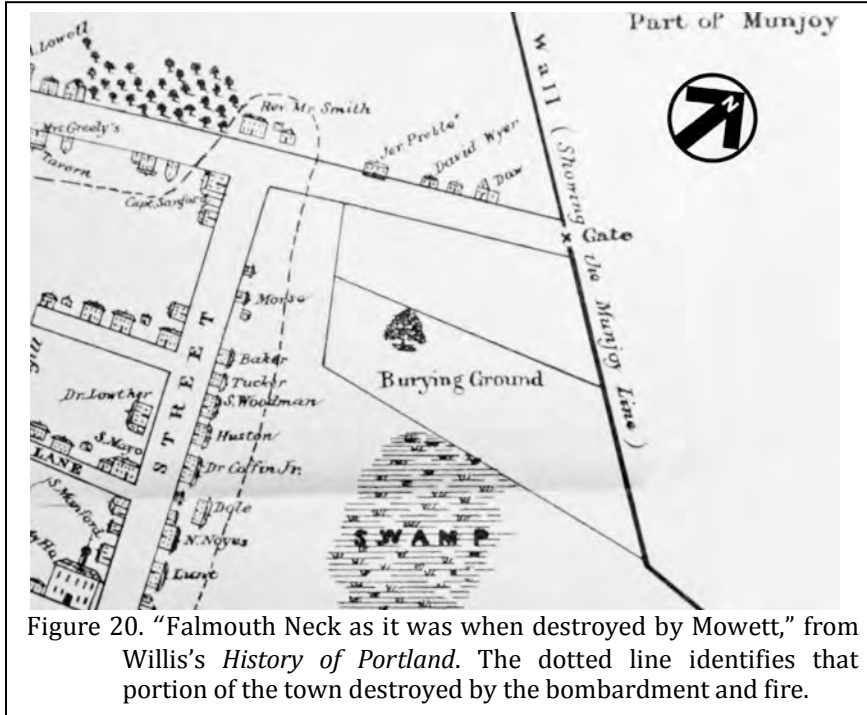 Part of Munjoy
Lowell
Wall (Showing the Munjoy Line)
N
Rev. Mr. Smith
Mrs Greely's
Tavern
Jer. Preble
David Wyer
Dow
Capt. Sanford
Gate
Morse
Burying Ground
Baker
Tucker
S. Woodman
Dr. Lowther
Huston
S. Mayo
LANE
STREET
Dr Coffin Jr.
Dole
SWAMP
N. Noyes
Lunt
Figure 20. “Falmouth Neck as it was when destroyed by Mowett,” from
Willis’s History of Portland. The dotted line identifies that
portion of the town destroyed by the bombardment and fire.